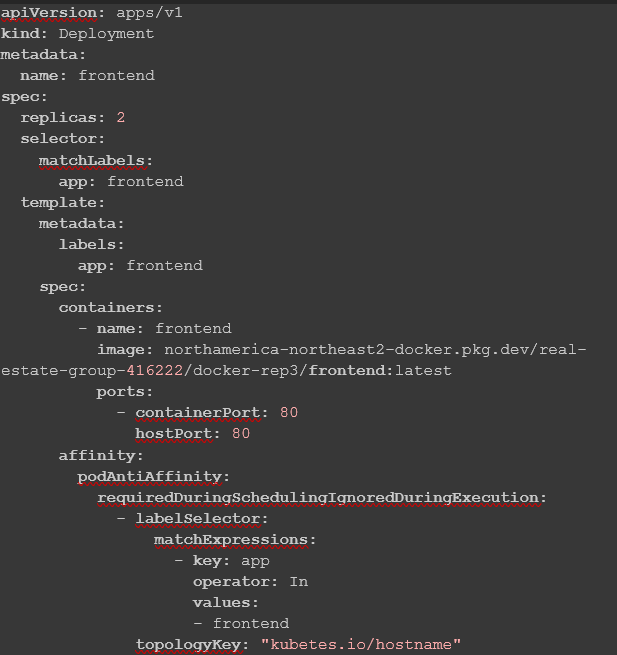 apiVersion: apps/v1
kind: Deployment
metadata:
  name: frontend
spec:
  replicas: 2
  selector:
    matchLabels:
      app: frontend
  template:
    metadata:
      labels:
        app: frontend
    spec:
      containers:
        - name: frontend
          image: northamerica-northeast2-docker.pkg.dev/real-
estate-group-416222/docker-rep3/frontend:latest
          ports:
            - containerPort: 80
              hostPort: 80
      affinity:
        podAntiAffinity:
          requiredDuringSchedulingIgnoredDuringExecution:
            - labelSelector:
                matchExpressions:
                  - key: app
                    operator: In
                    values:
                    - frontend
              topologyKey: "kubetes.io/hostname"